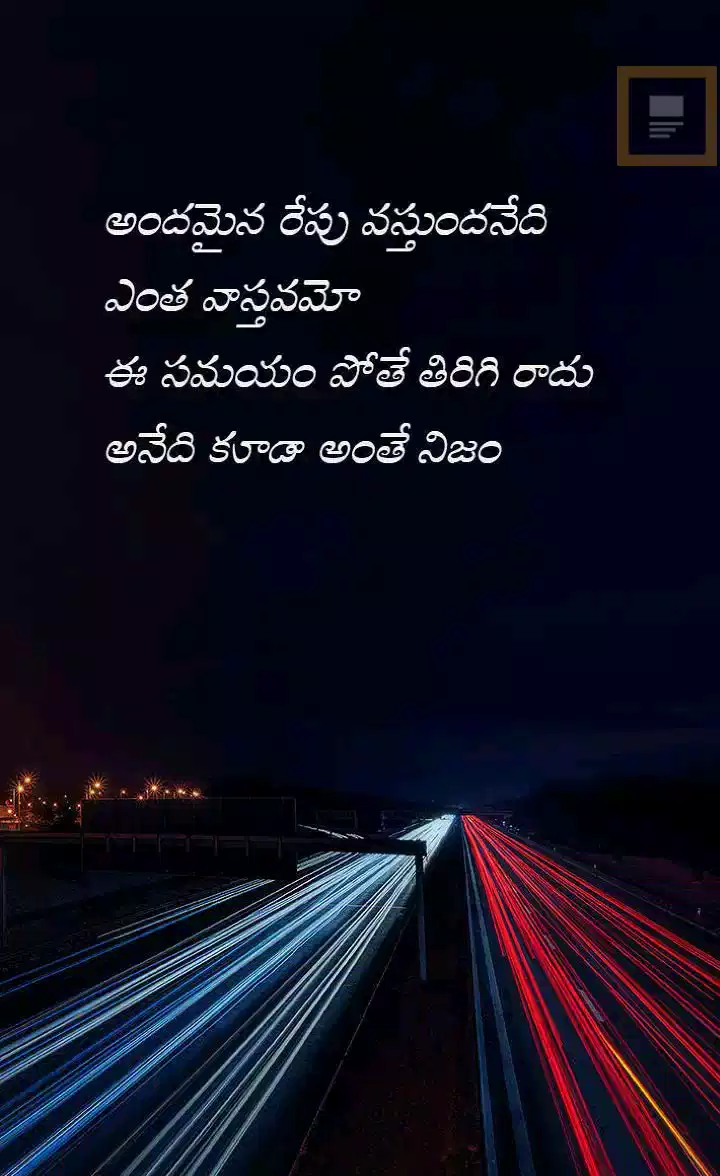 అందమైన రేపు వస్తుందనేది
ఎంత వాస్తవమో
ఈ సమయం పోతే తిరిగి రాదు
అనేది కూడా అంతే నిజం